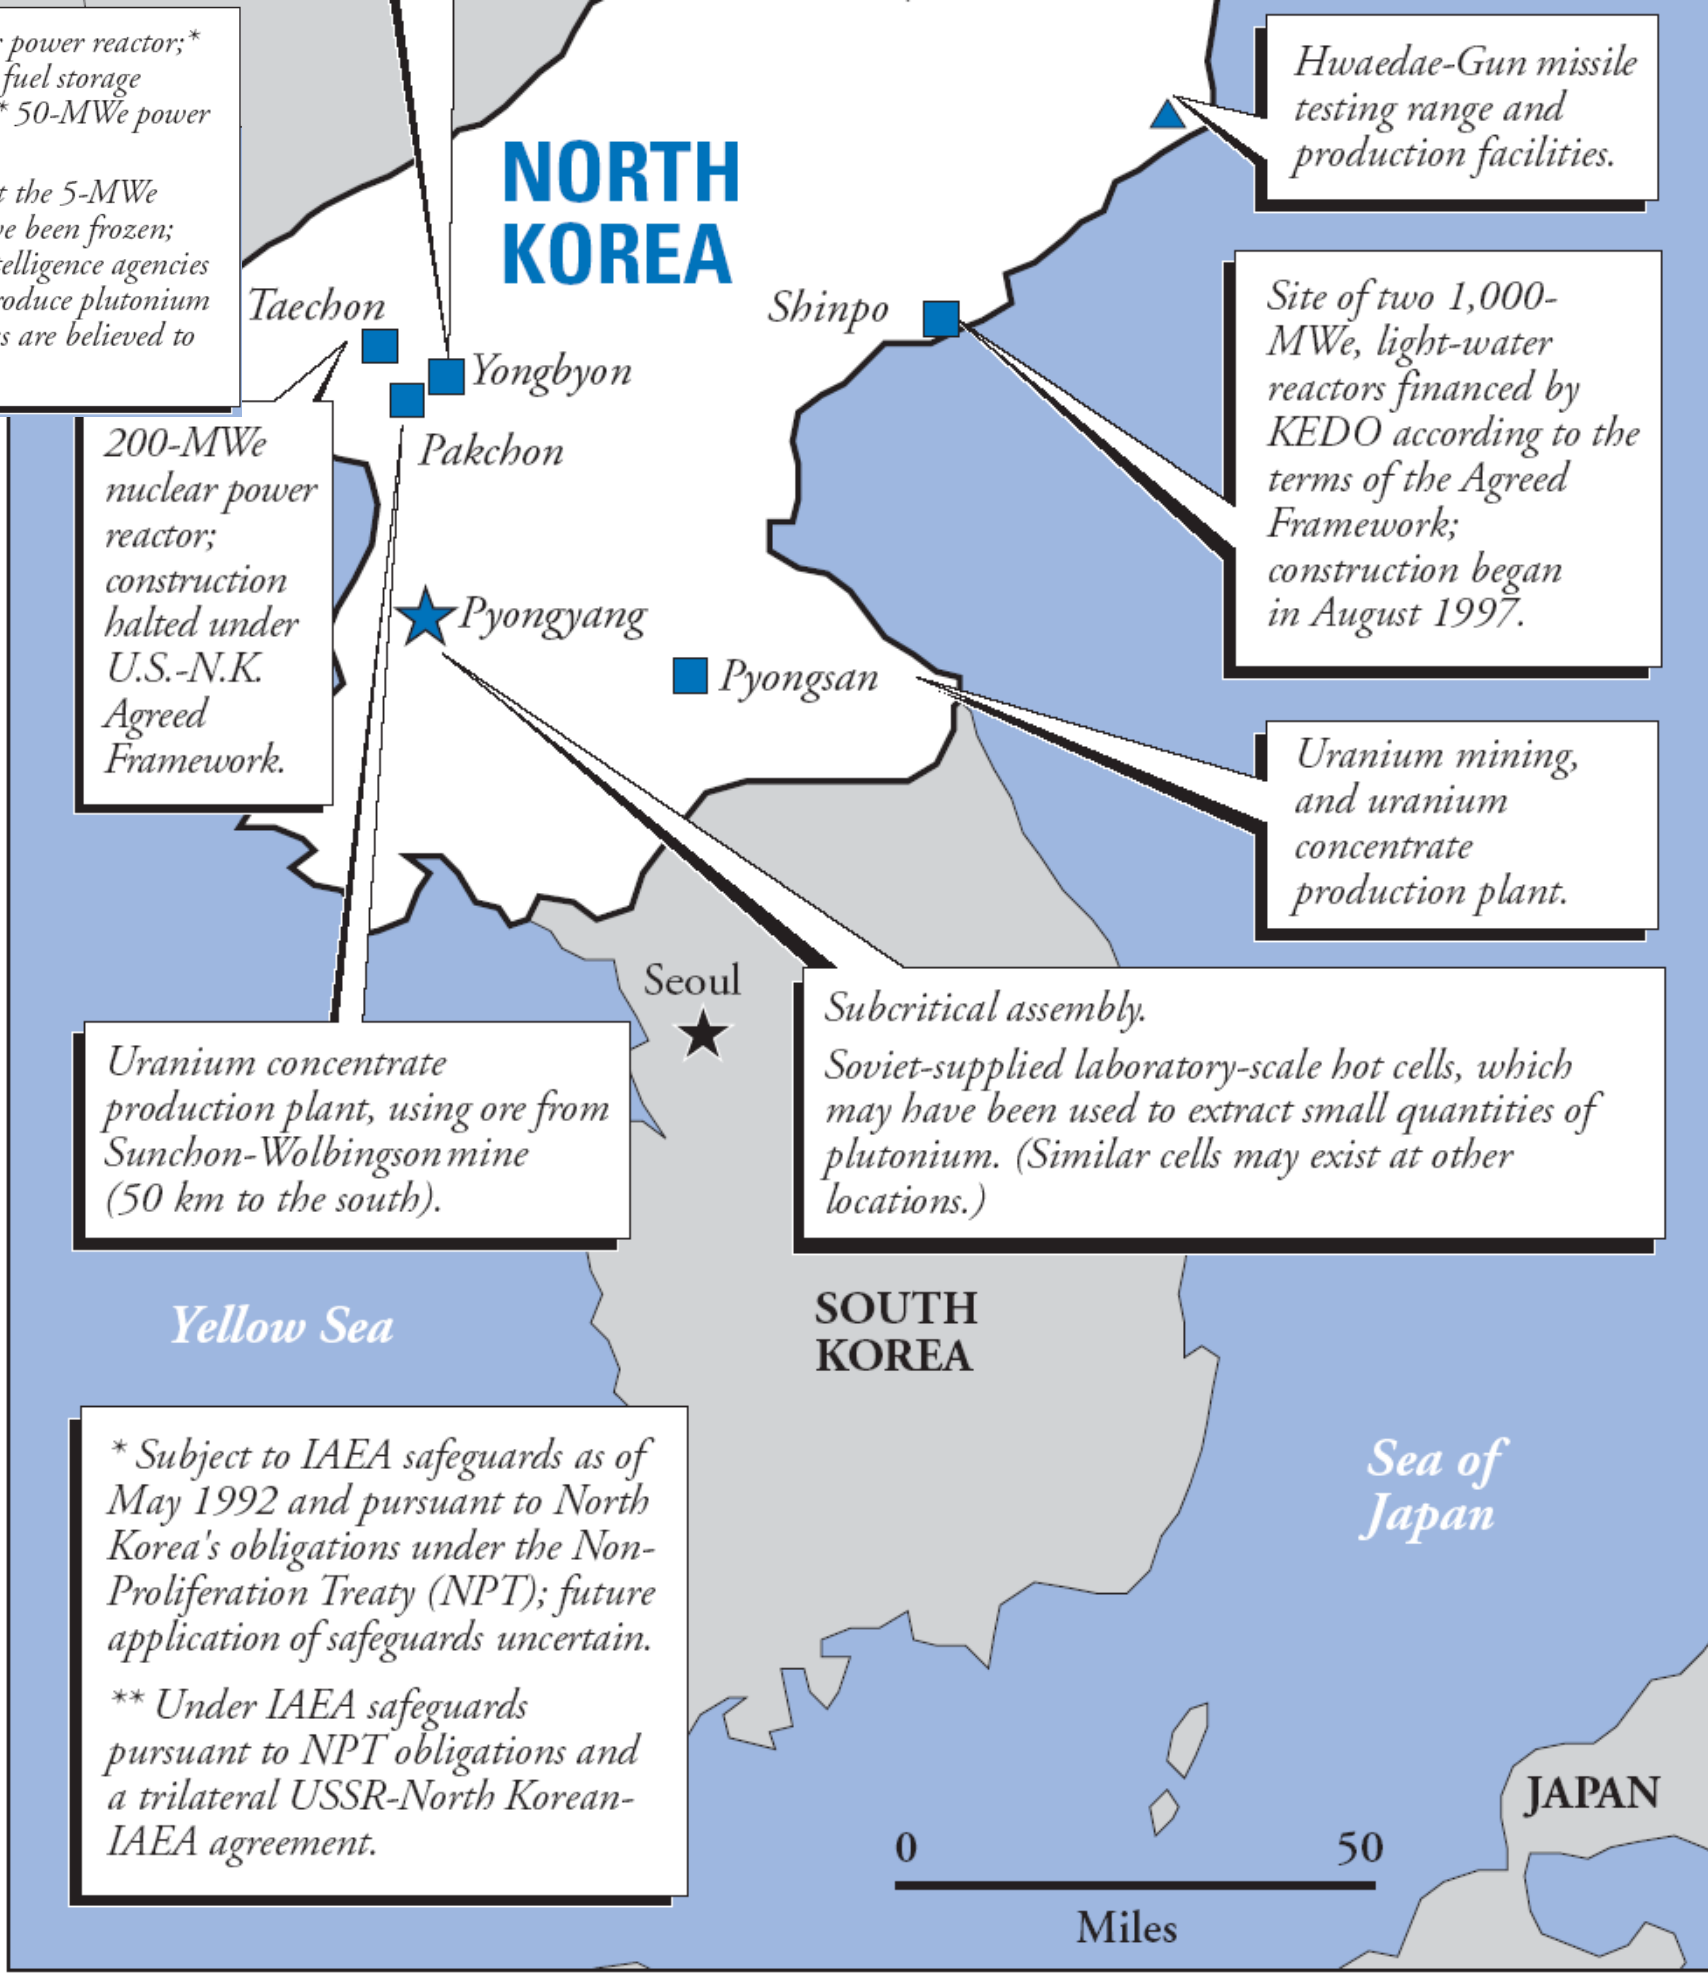 power reactor;*
fuel storage
* 50-MWe power
the 5-MWe
been frozen;
agencies
plutonium
are believed to
NORTH
KOREA
Hwaedae-Gun missile
testing range and
production facilities.
Taechon
Yongbyon
Pakchon
Shinpo
Site of two 1,000-
MWe, light-water
reactors financed by
KEDO according to the
terms of the Agreed
Framework;
construction began
in August 1997.
200-MWe
nuclear power
reactor;
construction
halted under
U.S.-N.K.
Agreed
Framework.
Pyongyang
Pyongsan
Uranium mining,
and uranium
concentrate
production plant.
Seoul
Uranium concentrate
production plant, using ore from
Sunchon-Wolbingson mine
(50 km to the south).
Subcritical assembly.
Soviet-supplied laboratory-scale hot cells, which
may have been used to extract small quantities of
plutonium. (Similar cells may exist at other
locations.)
Yellow Sea
SOUTH
KOREA
Sea of
Japan
* Subject to IAEA safeguards as of
May 1992 and pursuant to North
Korea's obligations under the Non-
Proliferation Treaty (NPT); future
application of safeguards uncertain.
** Under IAEA safeguards
pursuant to NPT obligations and
a trilateral USSR-North Korean-
IAEA agreement.
JAPAN
0 50
Miles